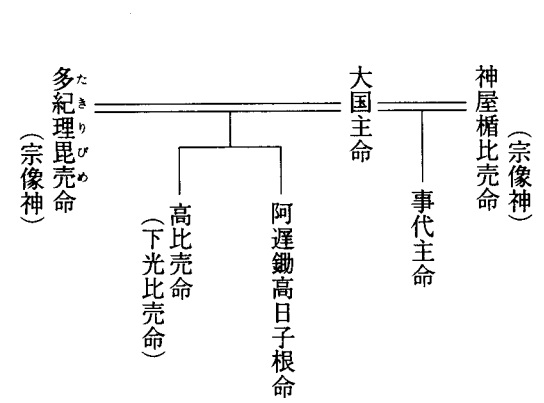 (宗像神)
神屋楯比売命
事代主命
大国主命
阿遅鋤高日子根命
高比売命
(下光比売命)
多紀理毘売命
たきりびめ
(宗像神)